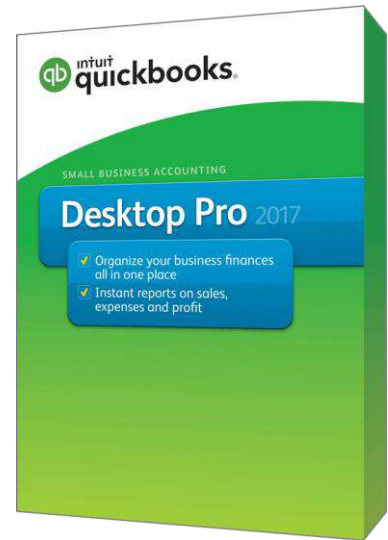 qb intuit
quickbooks.
SMALL BUSINESS ACCOUNTING
Desktop Pro 2017
Organize your business finances
all in one place
Instant reports on sales,
expenses and profit